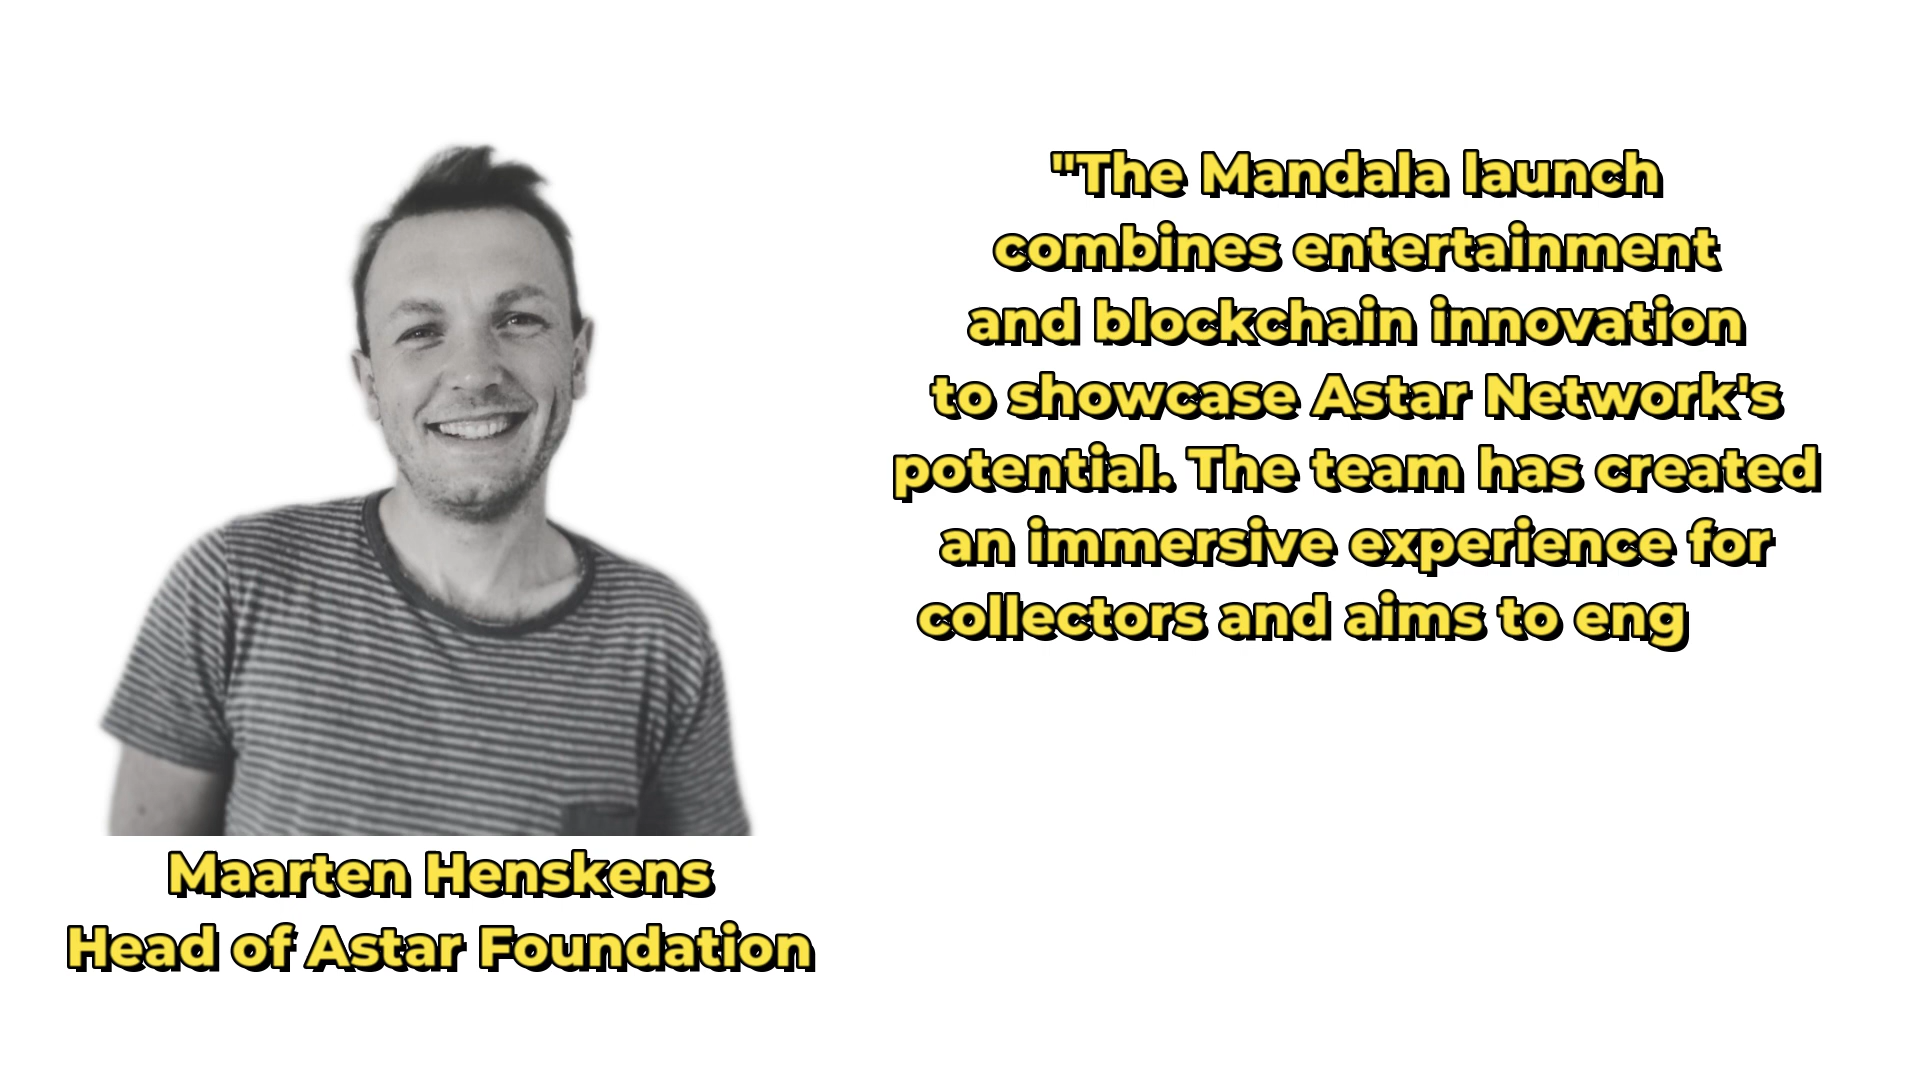 "The Mandala launch
combines entertainment
and blockchain innovation
to showcase Astar Network's
potential. The team has created
an immersive experience for
collectors and aims to eng
Maarten Henskens
Head of Astar Foundation